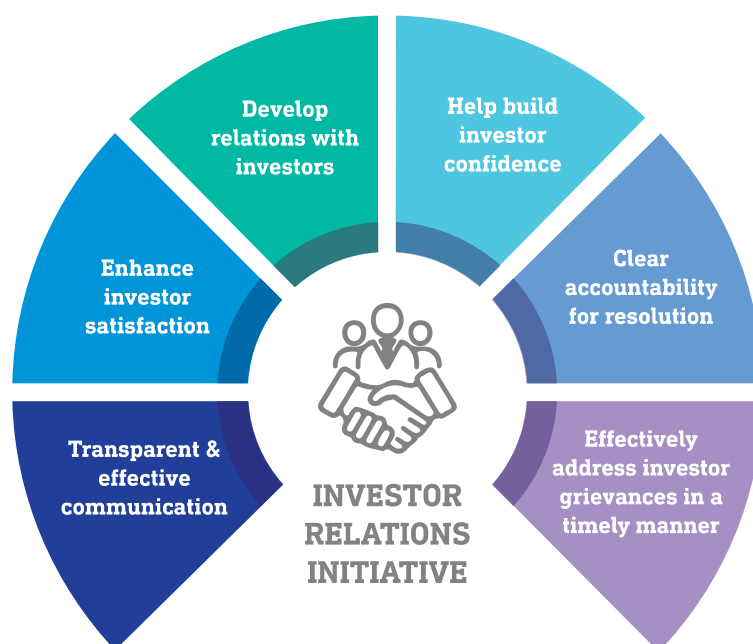 Transparent &
effective
communication
Enhance
investor
satisfaction
Develop
relations with
investors
Help build
investor
confidence
Clear
accountability
for resolution
Effectively
address investor
grievances in a
timely manner
INVESTOR
RELATIONS
INITIATIVE